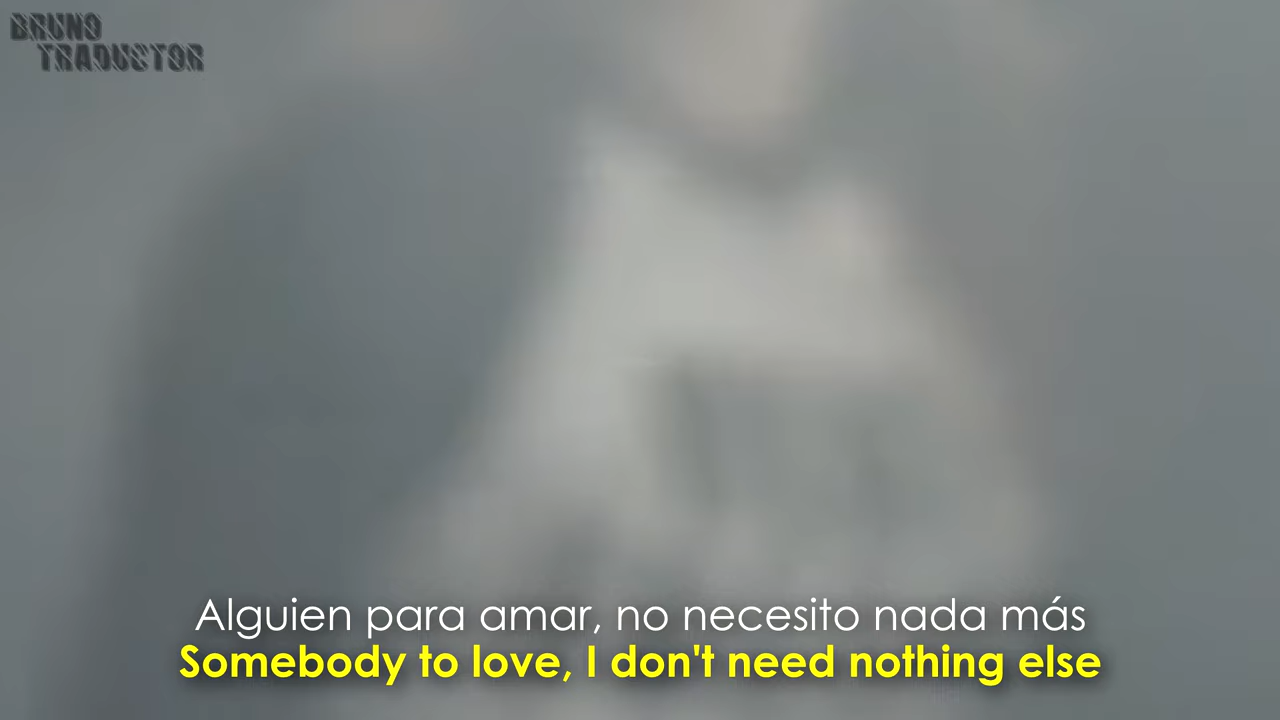 BRUNO
TRADUCTOR
Alguien para amar, no necesito nada más
Somebody to love, I don't need nothing else